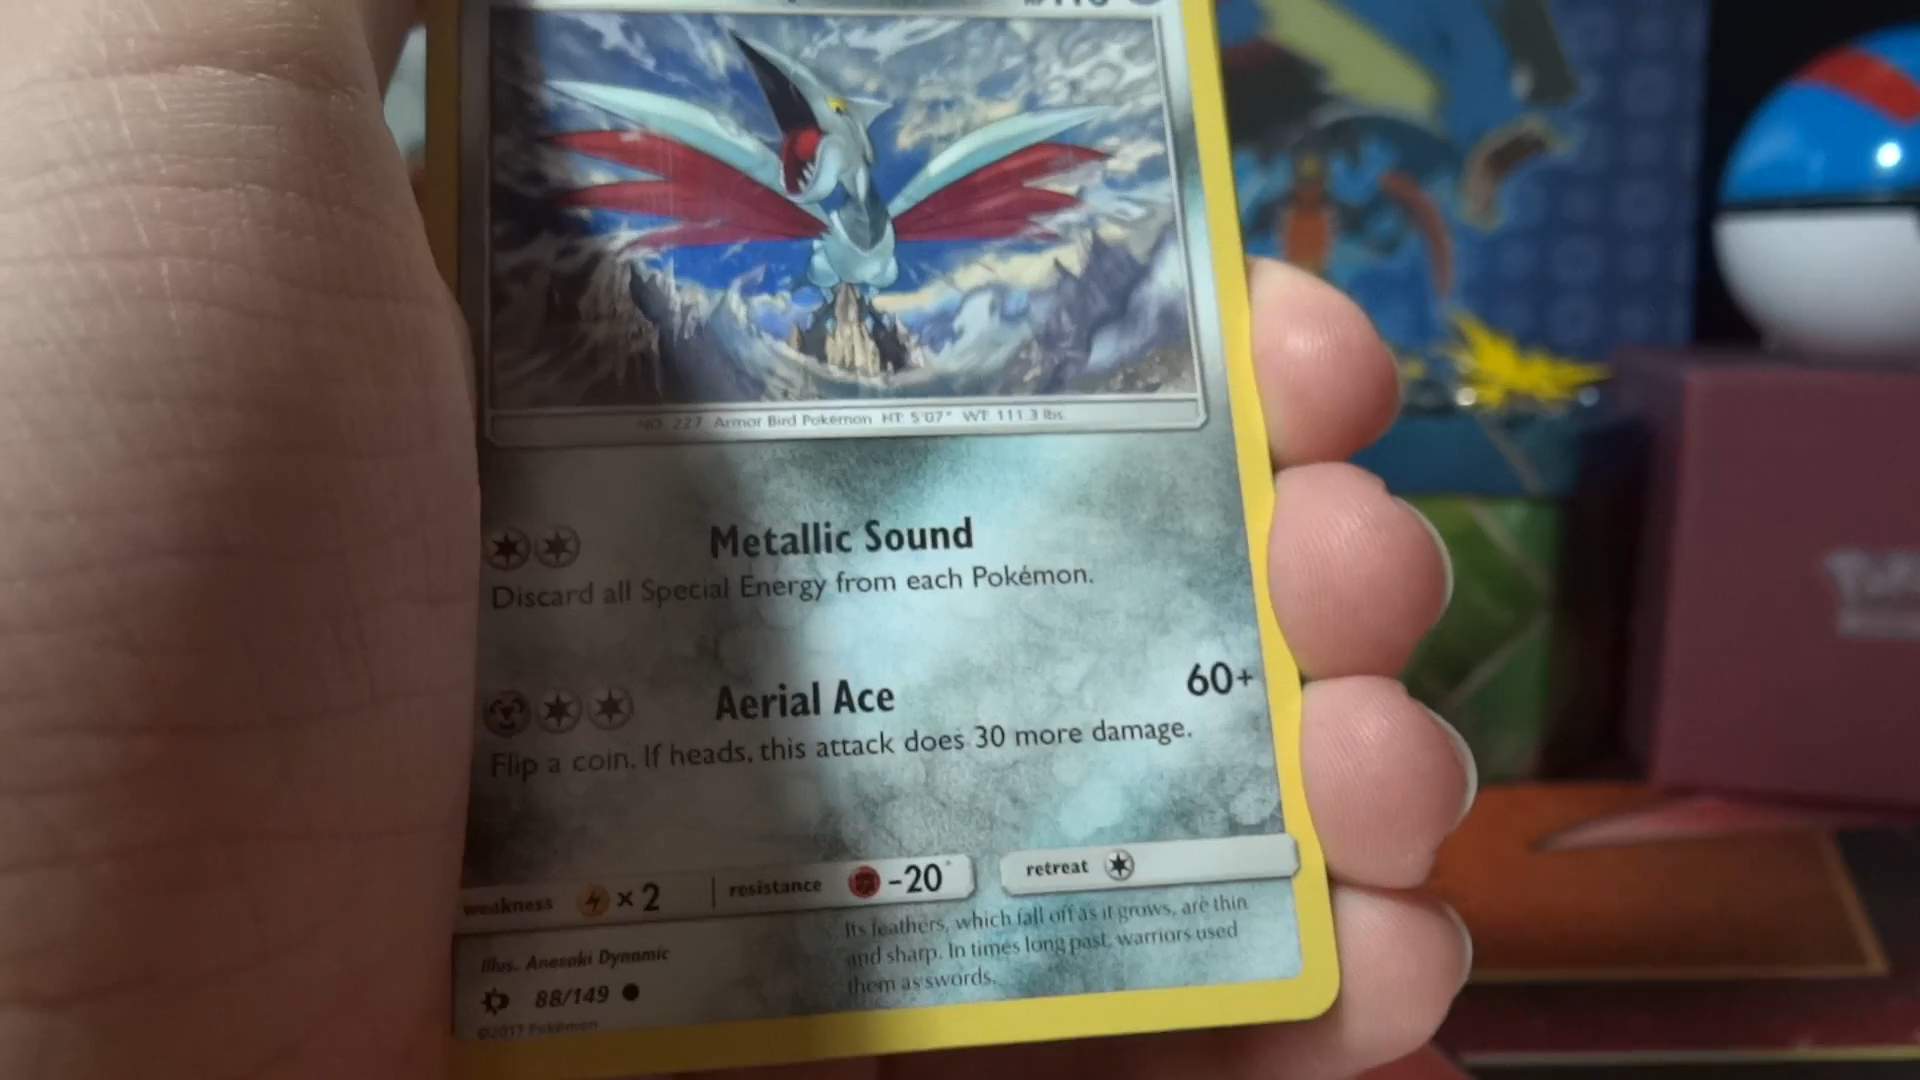 NO. 227 Armor Bird Pokémon HT: 5'07" WT: 111.3 lbs.
Metallic Sound
Discard all Special Energy from each Pokémon.
Aerial Ace 60+
Flip a coin. If heads, this attack does 30 more damage.
weakness ×2 resistance -20 retreat
Its feathers, which fall off as it grows, are thin
and sharp. In times long past, warriors used
them as swords.
Illus. Anesaki Dynamic
88/149
©2017 Pokémon